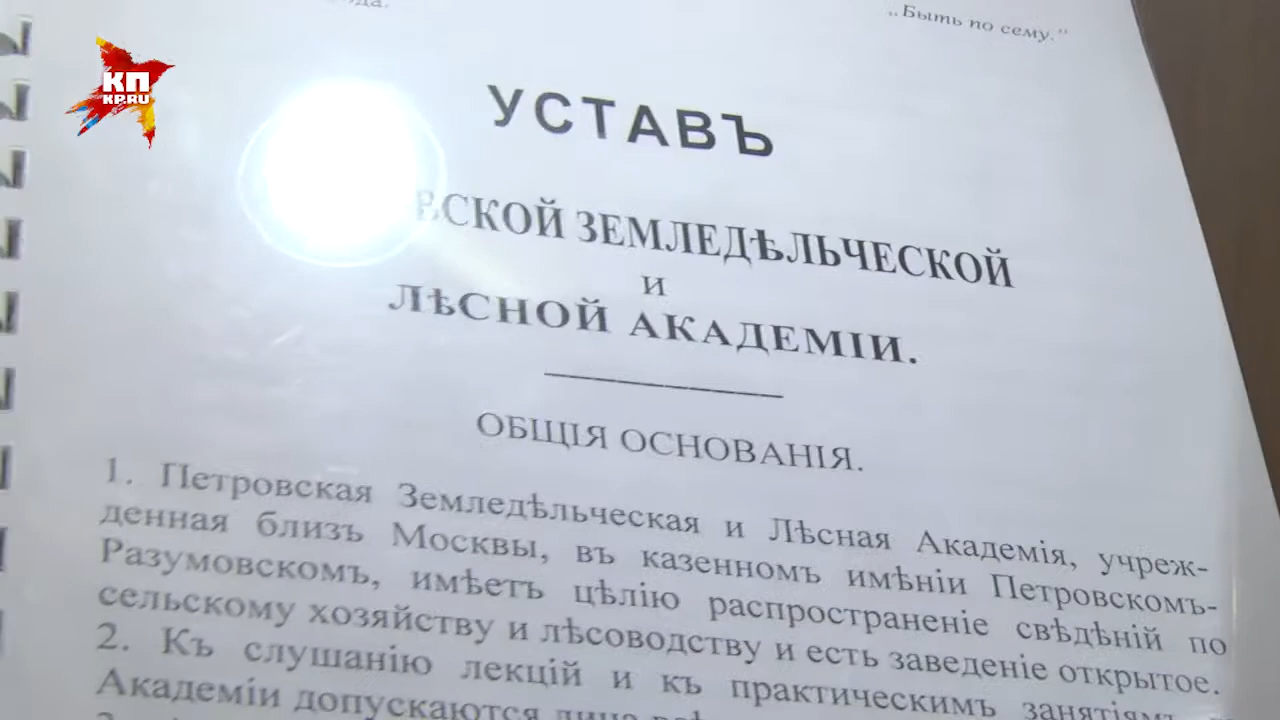 КП
KP.RU
„Быть по сему.“
УСТАВЪ
ЗЕМЛЕДѢЛЬЧЕСКОЙ
И
ЛѢСНОЙ АКАДЕМІИ.
ОБЩІЯ ОСНОВАНІЯ.
1. Петровская Земледѣльческая и Лѣсная Академія, учреж-
денная близъ Москвы, въ казенномъ имѣніи Петровскомъ-
Разумовскомъ, имѣетъ цѣлію распространеніе свѣдѣній по
сельскому хозяйству и лѣсоводству и есть заведеніе открытое.
2. Къ слушанію лекцій и къ практическимъ занятіямъ
Академіи допускаются